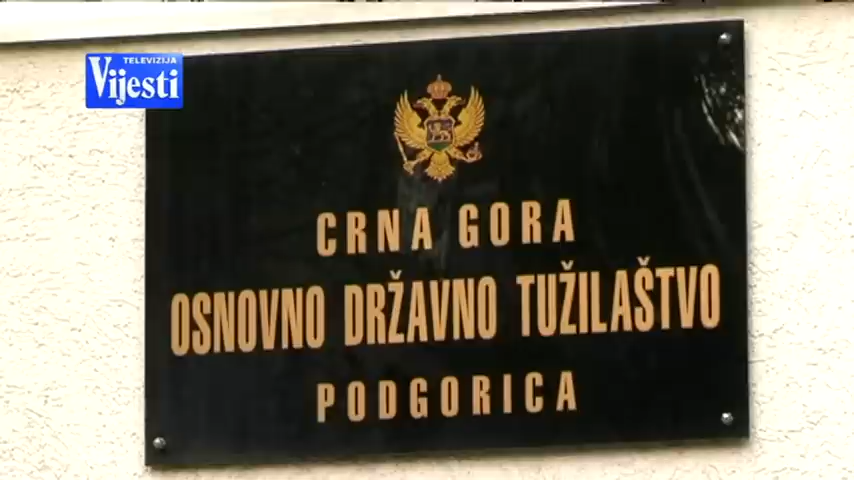 TELEVIZIJA
Vijesti
CRNA GORA
OSNOVNO DRŽAVNO TUŽILAŠTVO
PODGORICA